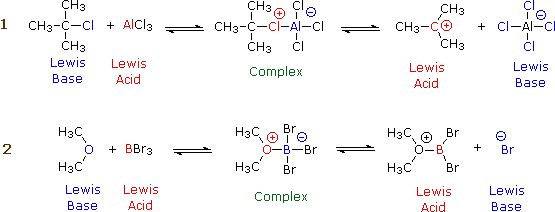 CH₃ CH₃ Cl ⊖ CH₃ Cl ⊖
1 CH₃ Cl + AlCl₃ CH₃ Cl ⊕ Al Cl CH₃ C ⊕ + Cl Al Cl
CH₃ CH₃ Cl CH₃ Cl
Lewis Base
Lewis Acid
Complex
Lewis Acid
Lewis Base
H₃C H₃C ⊕ Br ⊖ H₃C ⊕ Br ⊖
2 O + BBr₃ O B Br O B + Br
H₃C H₃C Br H₃C Br
Lewis Base
Lewis Acid
Complex
Lewis Acid
Lewis Base